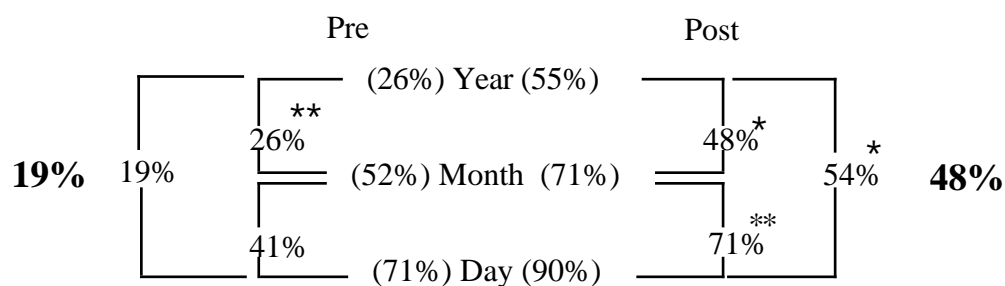 Pre Post
(26%) Year (55%)
26%** 48%*
19% 19% (52%) Month (71%) 54%* 48%
41% 71%**
(71%) Day (90%)